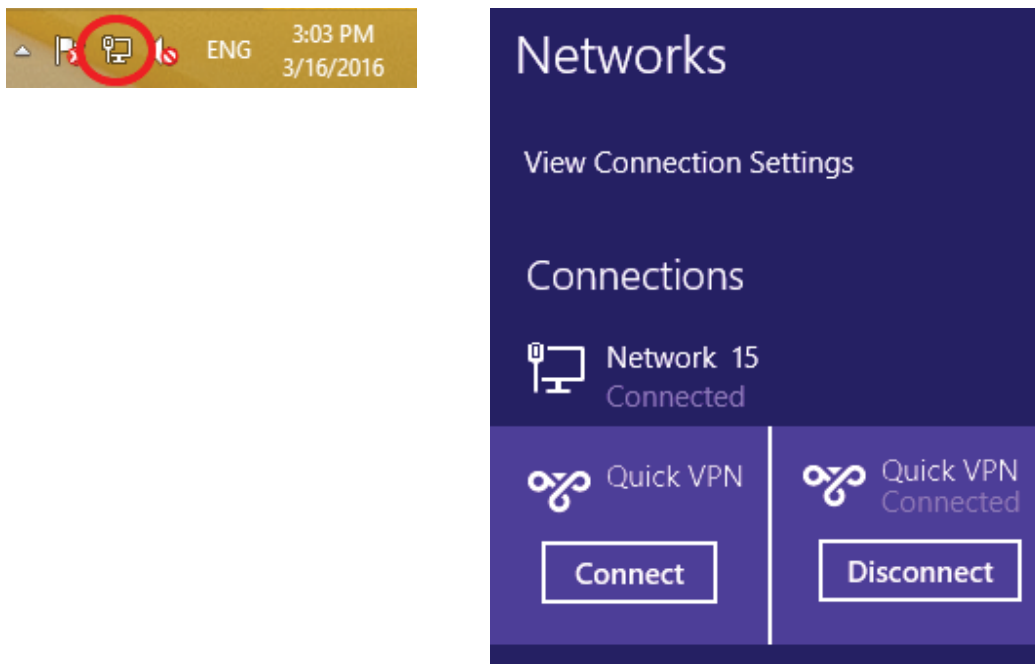 ENG
3:03 PM
3/16/2016
Networks
View Connection Settings
Connections
Network 15
Connected
Quick VPN
Connect
Quick VPN
Connected
Disconnect